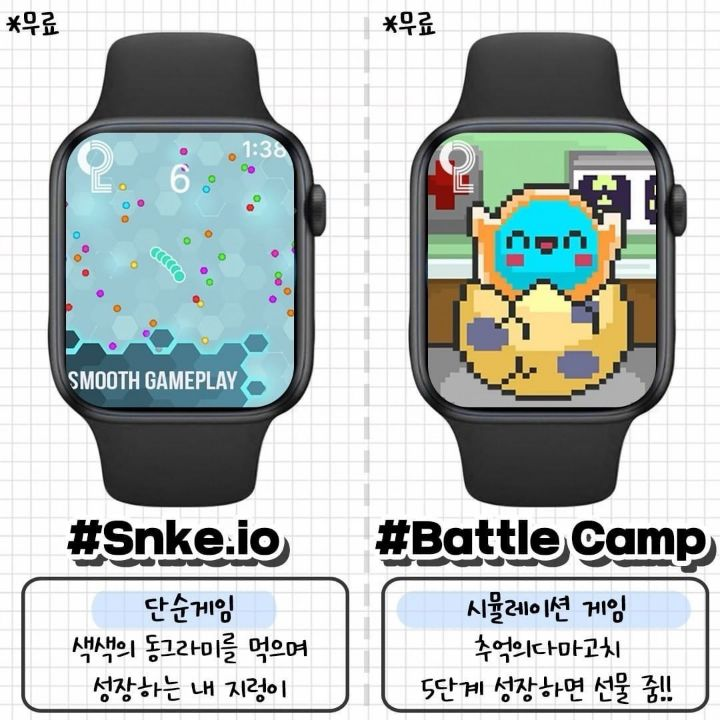 *무료
#Snke.io
1:38
6
SMOOTH GAMEPLAY
단순게임
색색의 동그라미를 먹으며
성장하는 내 지렁이
*무료
#Battle Camp
시뮬레이션 게임
추억의다마고치
5단계 성장하면 선물 줌!!